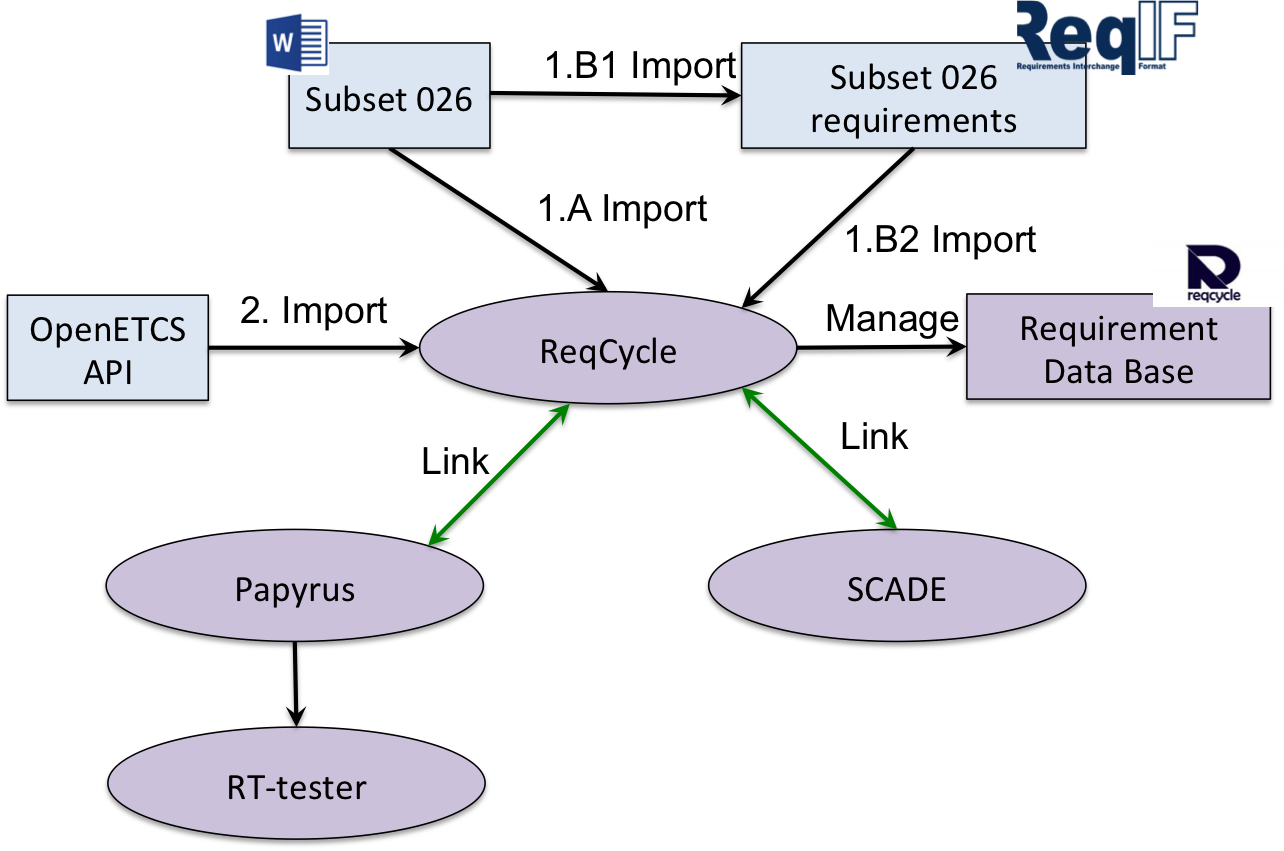 W
ReqIF
Requirements Interchange Format
Subset 026
1.B1 Import
Subset 026
requirements
1.A Import
1.B2 Import
reqcycle
OpenETCS
API
2. Import
ReqCycle
Manage
Requirement
Data Base
Link
Link
Papyrus
SCADE
RT-tester